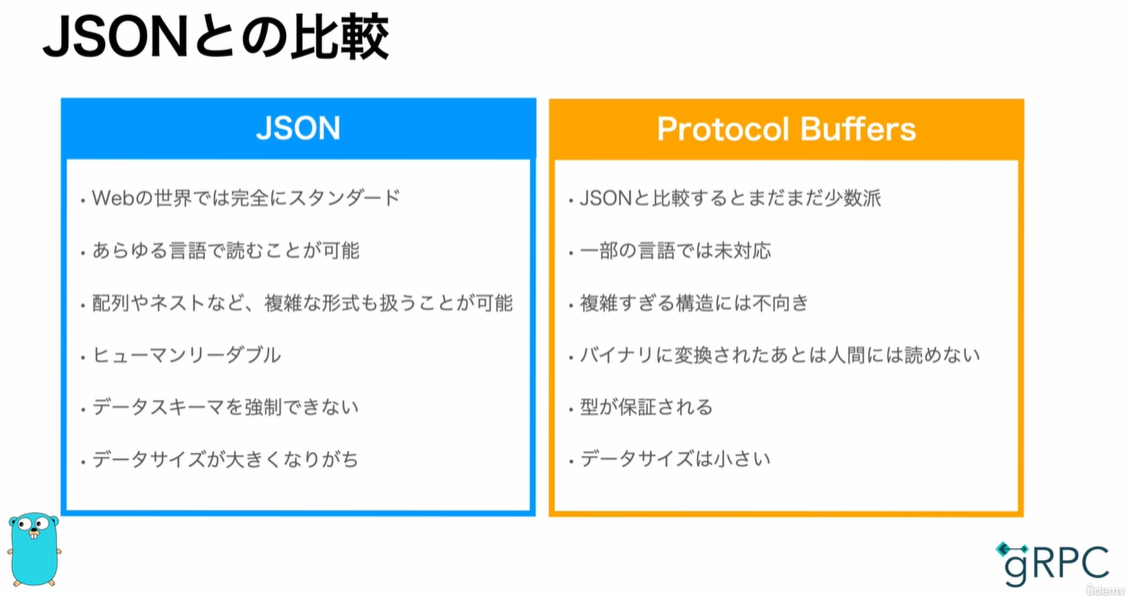 JSONとの比較
JSON
・Webの世界では完全にスタンダード
・あらゆる言語で読むことが可能
・配列やネストなど、複雑な形式も扱うことが可能
・ヒューマンリーダブル
・データスキーマを強制できない
・データサイズが大きくなりがち
Protocol Buffers
・JSONと比較するとまだまだ少数派
・一部の言語では未対応
・複雑すぎる構造には不向き
・バイナリに変換されたあとは人間には読めない
・型が保証される
・データサイズは小さい
gRPC
ûdemy